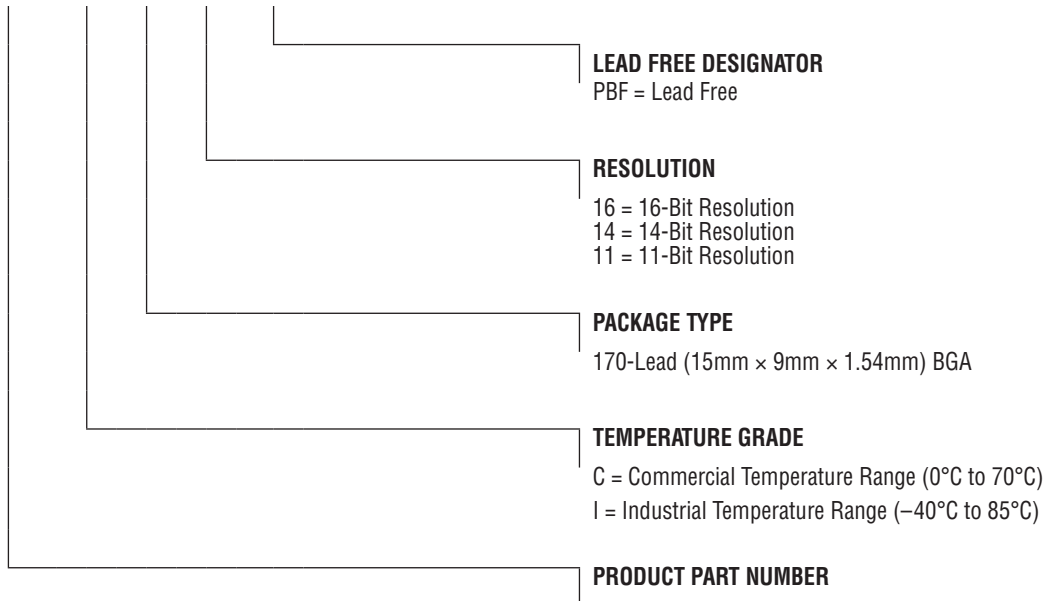 LEAD FREE DESIGNATOR
PBF = Lead Free
RESOLUTION
16 = 16-Bit Resolution
14 = 14-Bit Resolution
11 = 11-Bit Resolution
PACKAGE TYPE
170-Lead (15mm × 9mm × 1.54mm) BGA
TEMPERATURE GRADE
C = Commercial Temperature Range (0°C to 70°C)
I = Industrial Temperature Range (–40°C to 85°C)
PRODUCT PART NUMBER